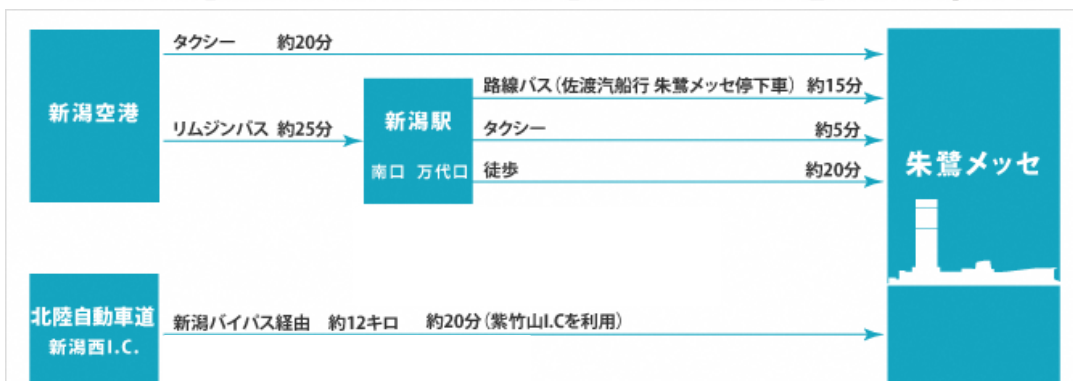 タクシー 約20分
新潟空港
リムジンバス 約25分
新潟駅
南口 万代口
路線バス(佐渡汽船行 朱鷺メッセ停下車) 約15分
タクシー 約5分
徒歩 約20分
朱鷺メッセ
北陸自動車道
新潟西I.C.
新潟バイパス経由 約12キロ 約20分(紫竹山I.Cを利用)